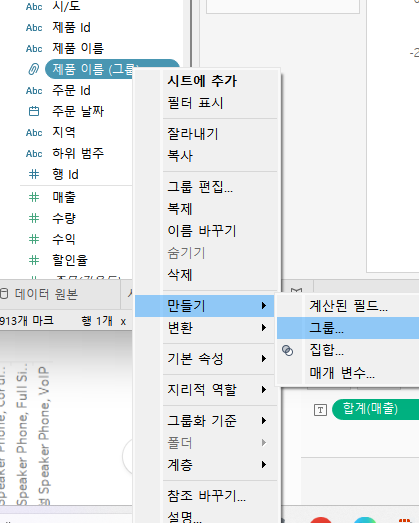 Abc 시/도
Abc 제품 Id
Abc 제품 이름
제품 이름 (그룹)
Abc 주문 Id
주문 날짜
Abc 지역
Abc 하위 범주
행 Id
매출
수량
수익
할인율
시트에 추가
필터 표시
잘라내기
복사
그룹 편집...
복제
이름 바꾸기
숨기기
삭제
만들기
변환
기본 속성
지리적 역할
그룹화 기준
폴더
계층
참조 바꾸기...
설명...
계산된 필드...
그룹...
집합...
매개 변수...
데이터 원본
913개 마크 행 1개 x
합계(매출)
T
-2
Speaker Phone, Full Si...
Speaker Phone, VoIP